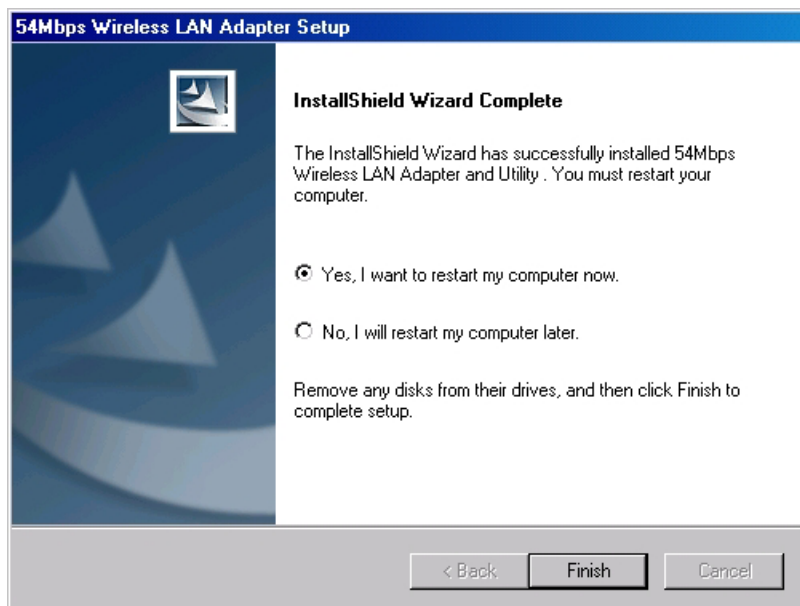 54Mbps Wireless LAN Adapter Setup
InstallShield Wizard Complete
The InstallShield Wizard has successfully installed 54Mbps
Wireless LAN Adapter and Utility . You must restart your
computer.
Yes, I want to restart my computer now.
No, I will restart my computer later.
Remove any disks from their drives, and then click Finish to
complete setup.
< Back
Finish
Cancel